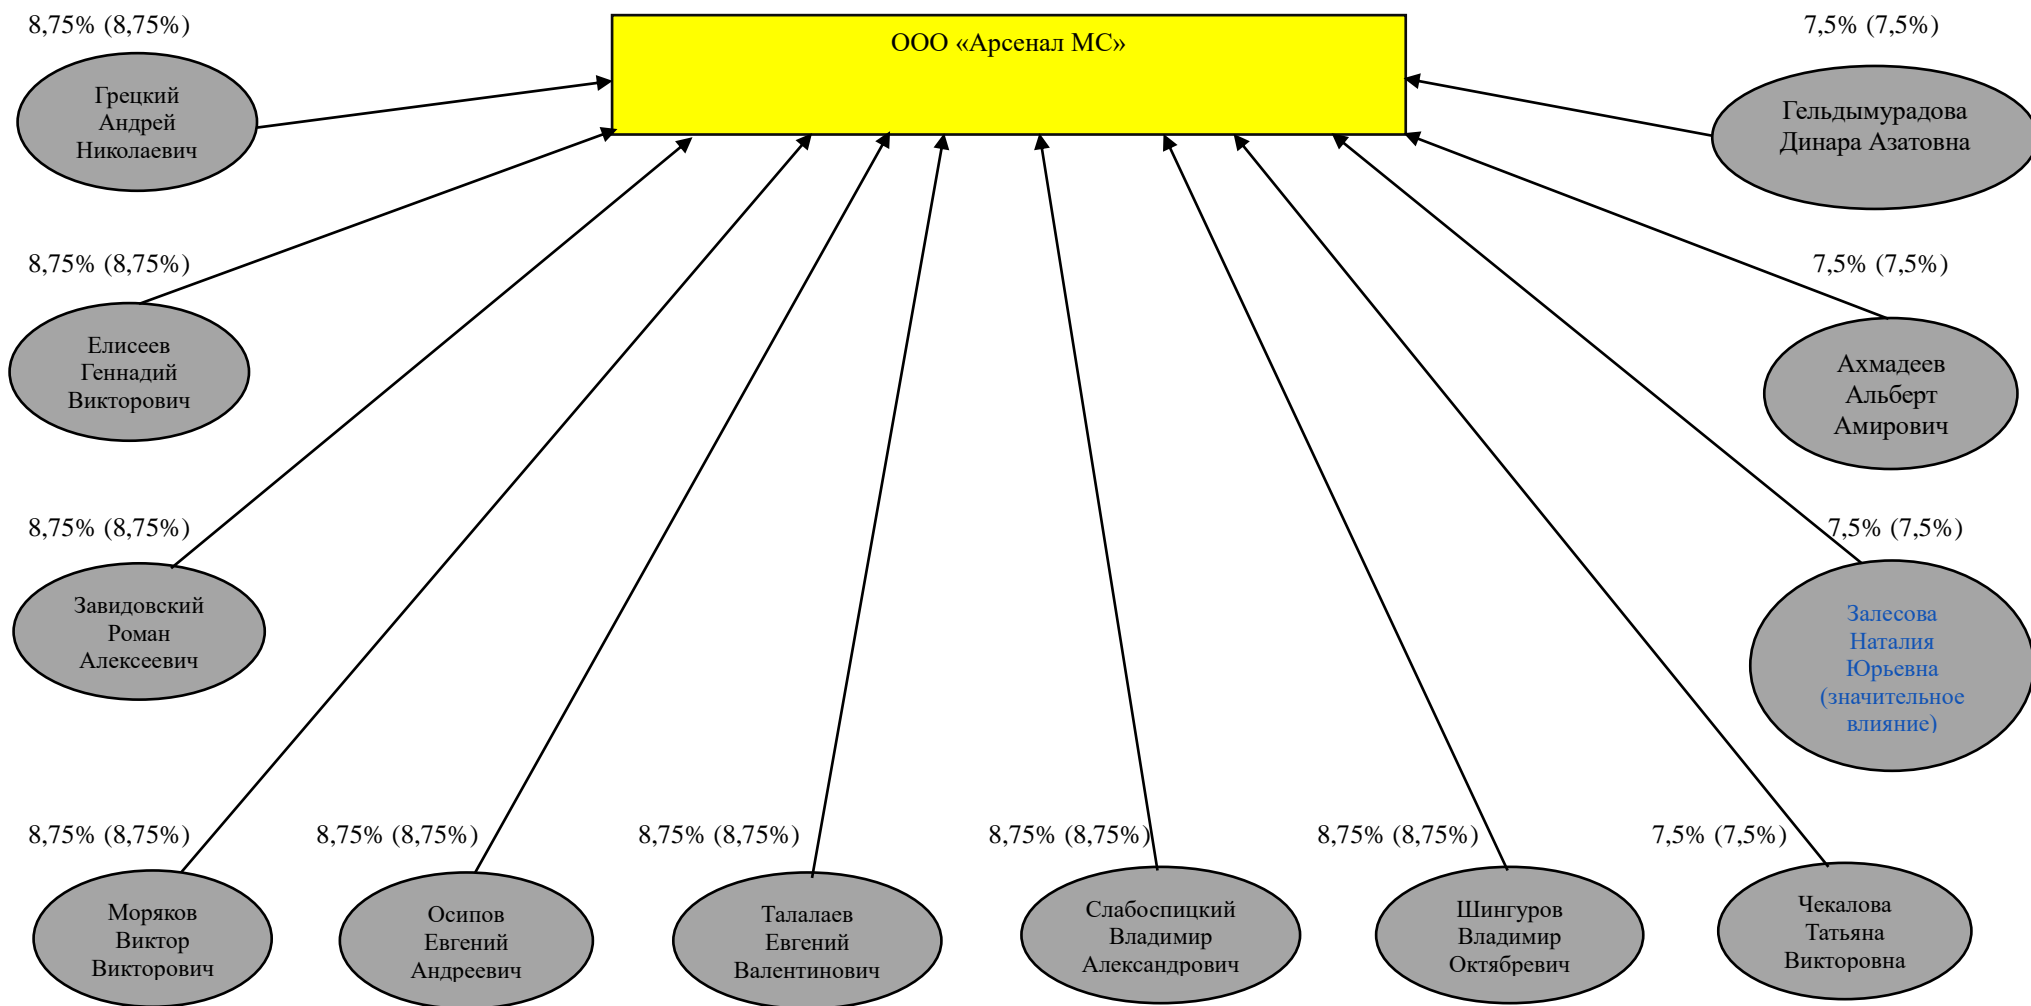 8,75% (8,75%)
ООО «Арсенал МС»
7,5% (7,5%)
Грецкий
Андрей
Николаевич
Гельдымурадова
Динара Азатовна
8,75% (8,75%)
7,5% (7,5%)
Елисеев
Геннадий
Викторович
Ахмадеев
Альберт
Амирович
8,75% (8,75%)
7,5% (7,5%)
Завидовский
Роман
Алексеевич
Залесова
Наталия
Юрьевна
(значительное
влияние)
8,75% (8,75%)
8,75% (8,75%)
8,75% (8,75%)
8,75% (8,75%)
8,75% (8,75%)
7,5% (7,5%)
Моряков
Виктор
Викторович
Осипов
Евгений
Андреевич
Талалаев
Евгений
Валентинович
Слабоспицкий
Владимир
Александрович
Шингуров
Владимир
Октябревич
Чекалова
Татьяна
Викторовна